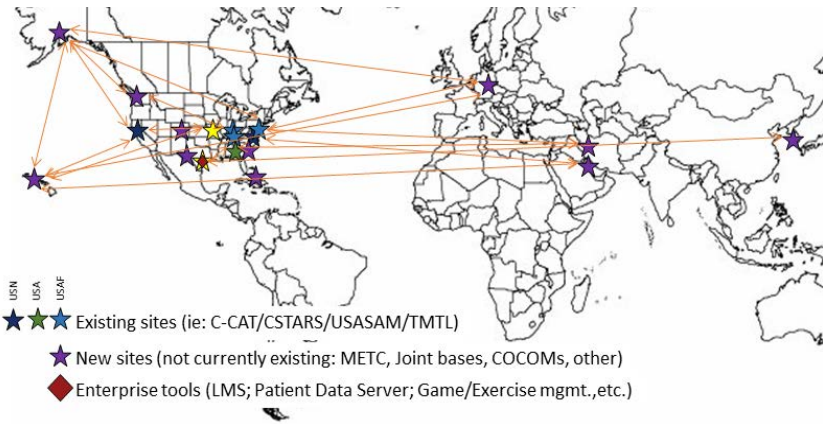 USN
USA
USAF
Existing sites (ie: C-CAT/CSTARS/USASAM/TMTL)
New sites (not currently existing: METC, Joint bases, COCOMs, other)
Enterprise tools (LMS; Patient Data Server; Game/Exercise mgmt.,etc.)